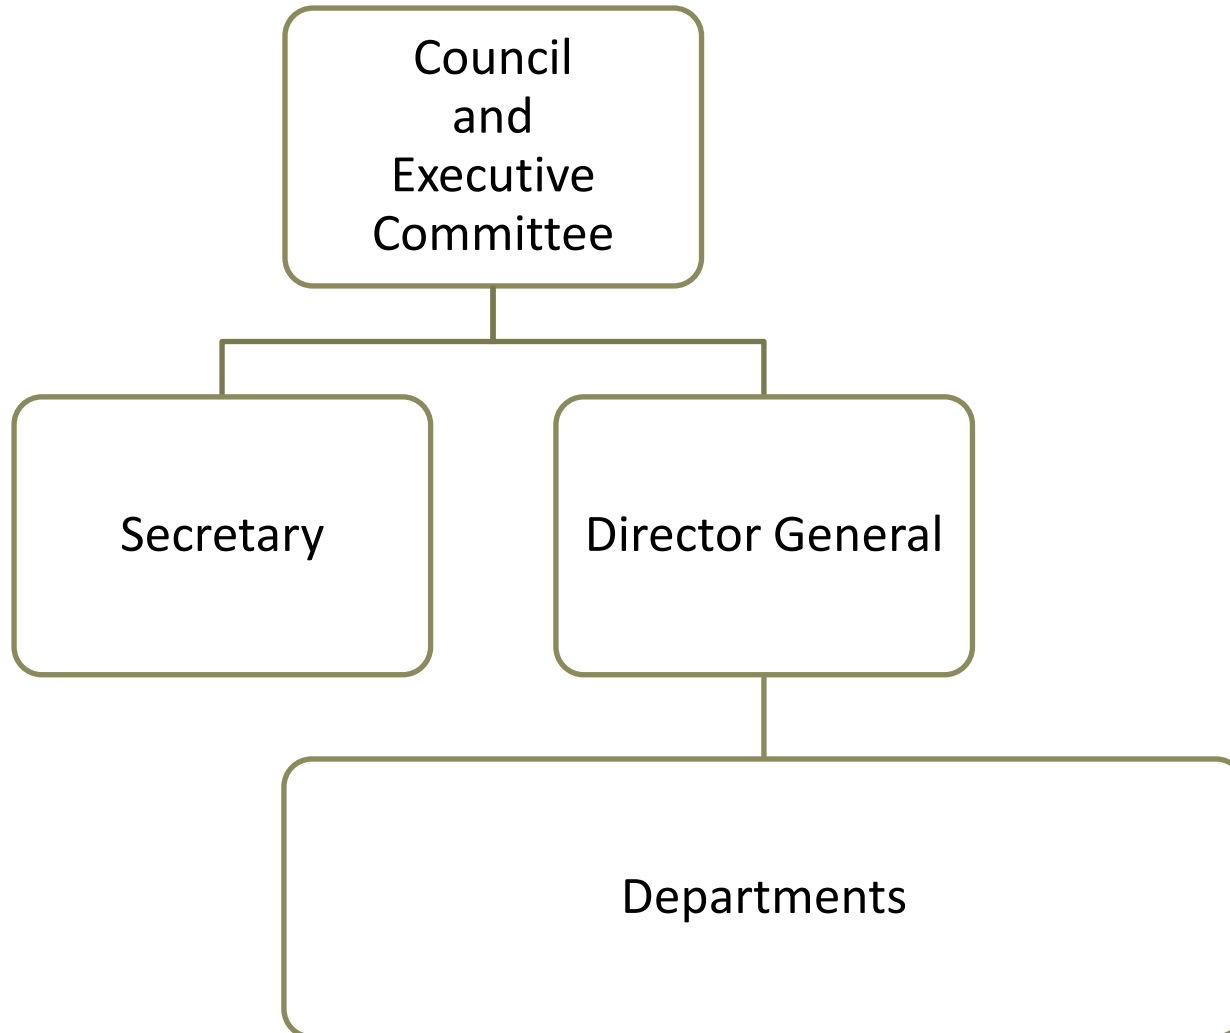 Council
and
Executive
Committee
Secretary
Director General
Departments